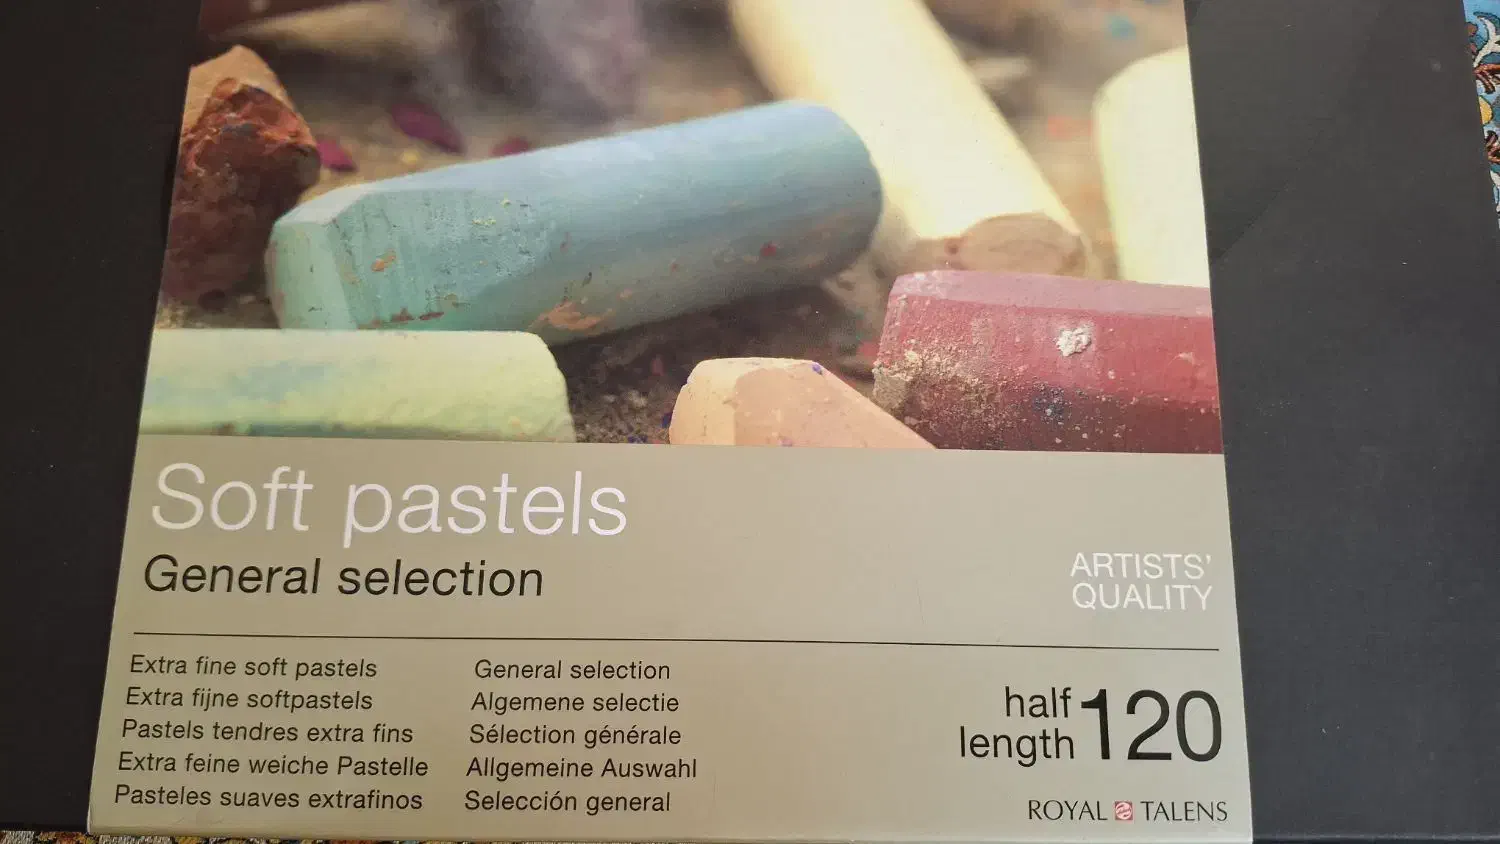 Soft pastels
General selection
ARTISTS'
QUALITY
Extra fine soft pastels
Extra fijne softpastels
Pastels tendres extra fins
Extra feine weiche Pastelle
Pasteles suaves extrafinos
General selection
Algemene selectie
Sélection générale
Allgemeine Auswahl
Selección general
half
length
120
ROYAL TALENS